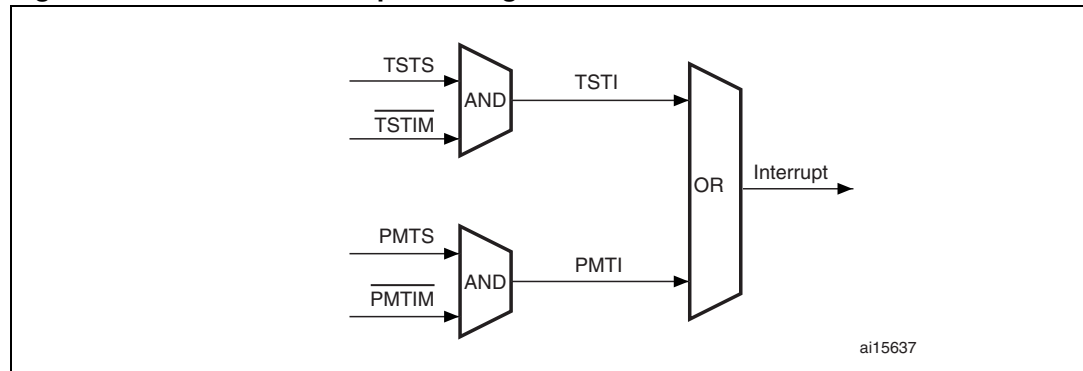 TSTS
TSTIM
AND
TSTI
PMTS
PMTIM
AND
PMTI
OR
Interrupt
ai15637